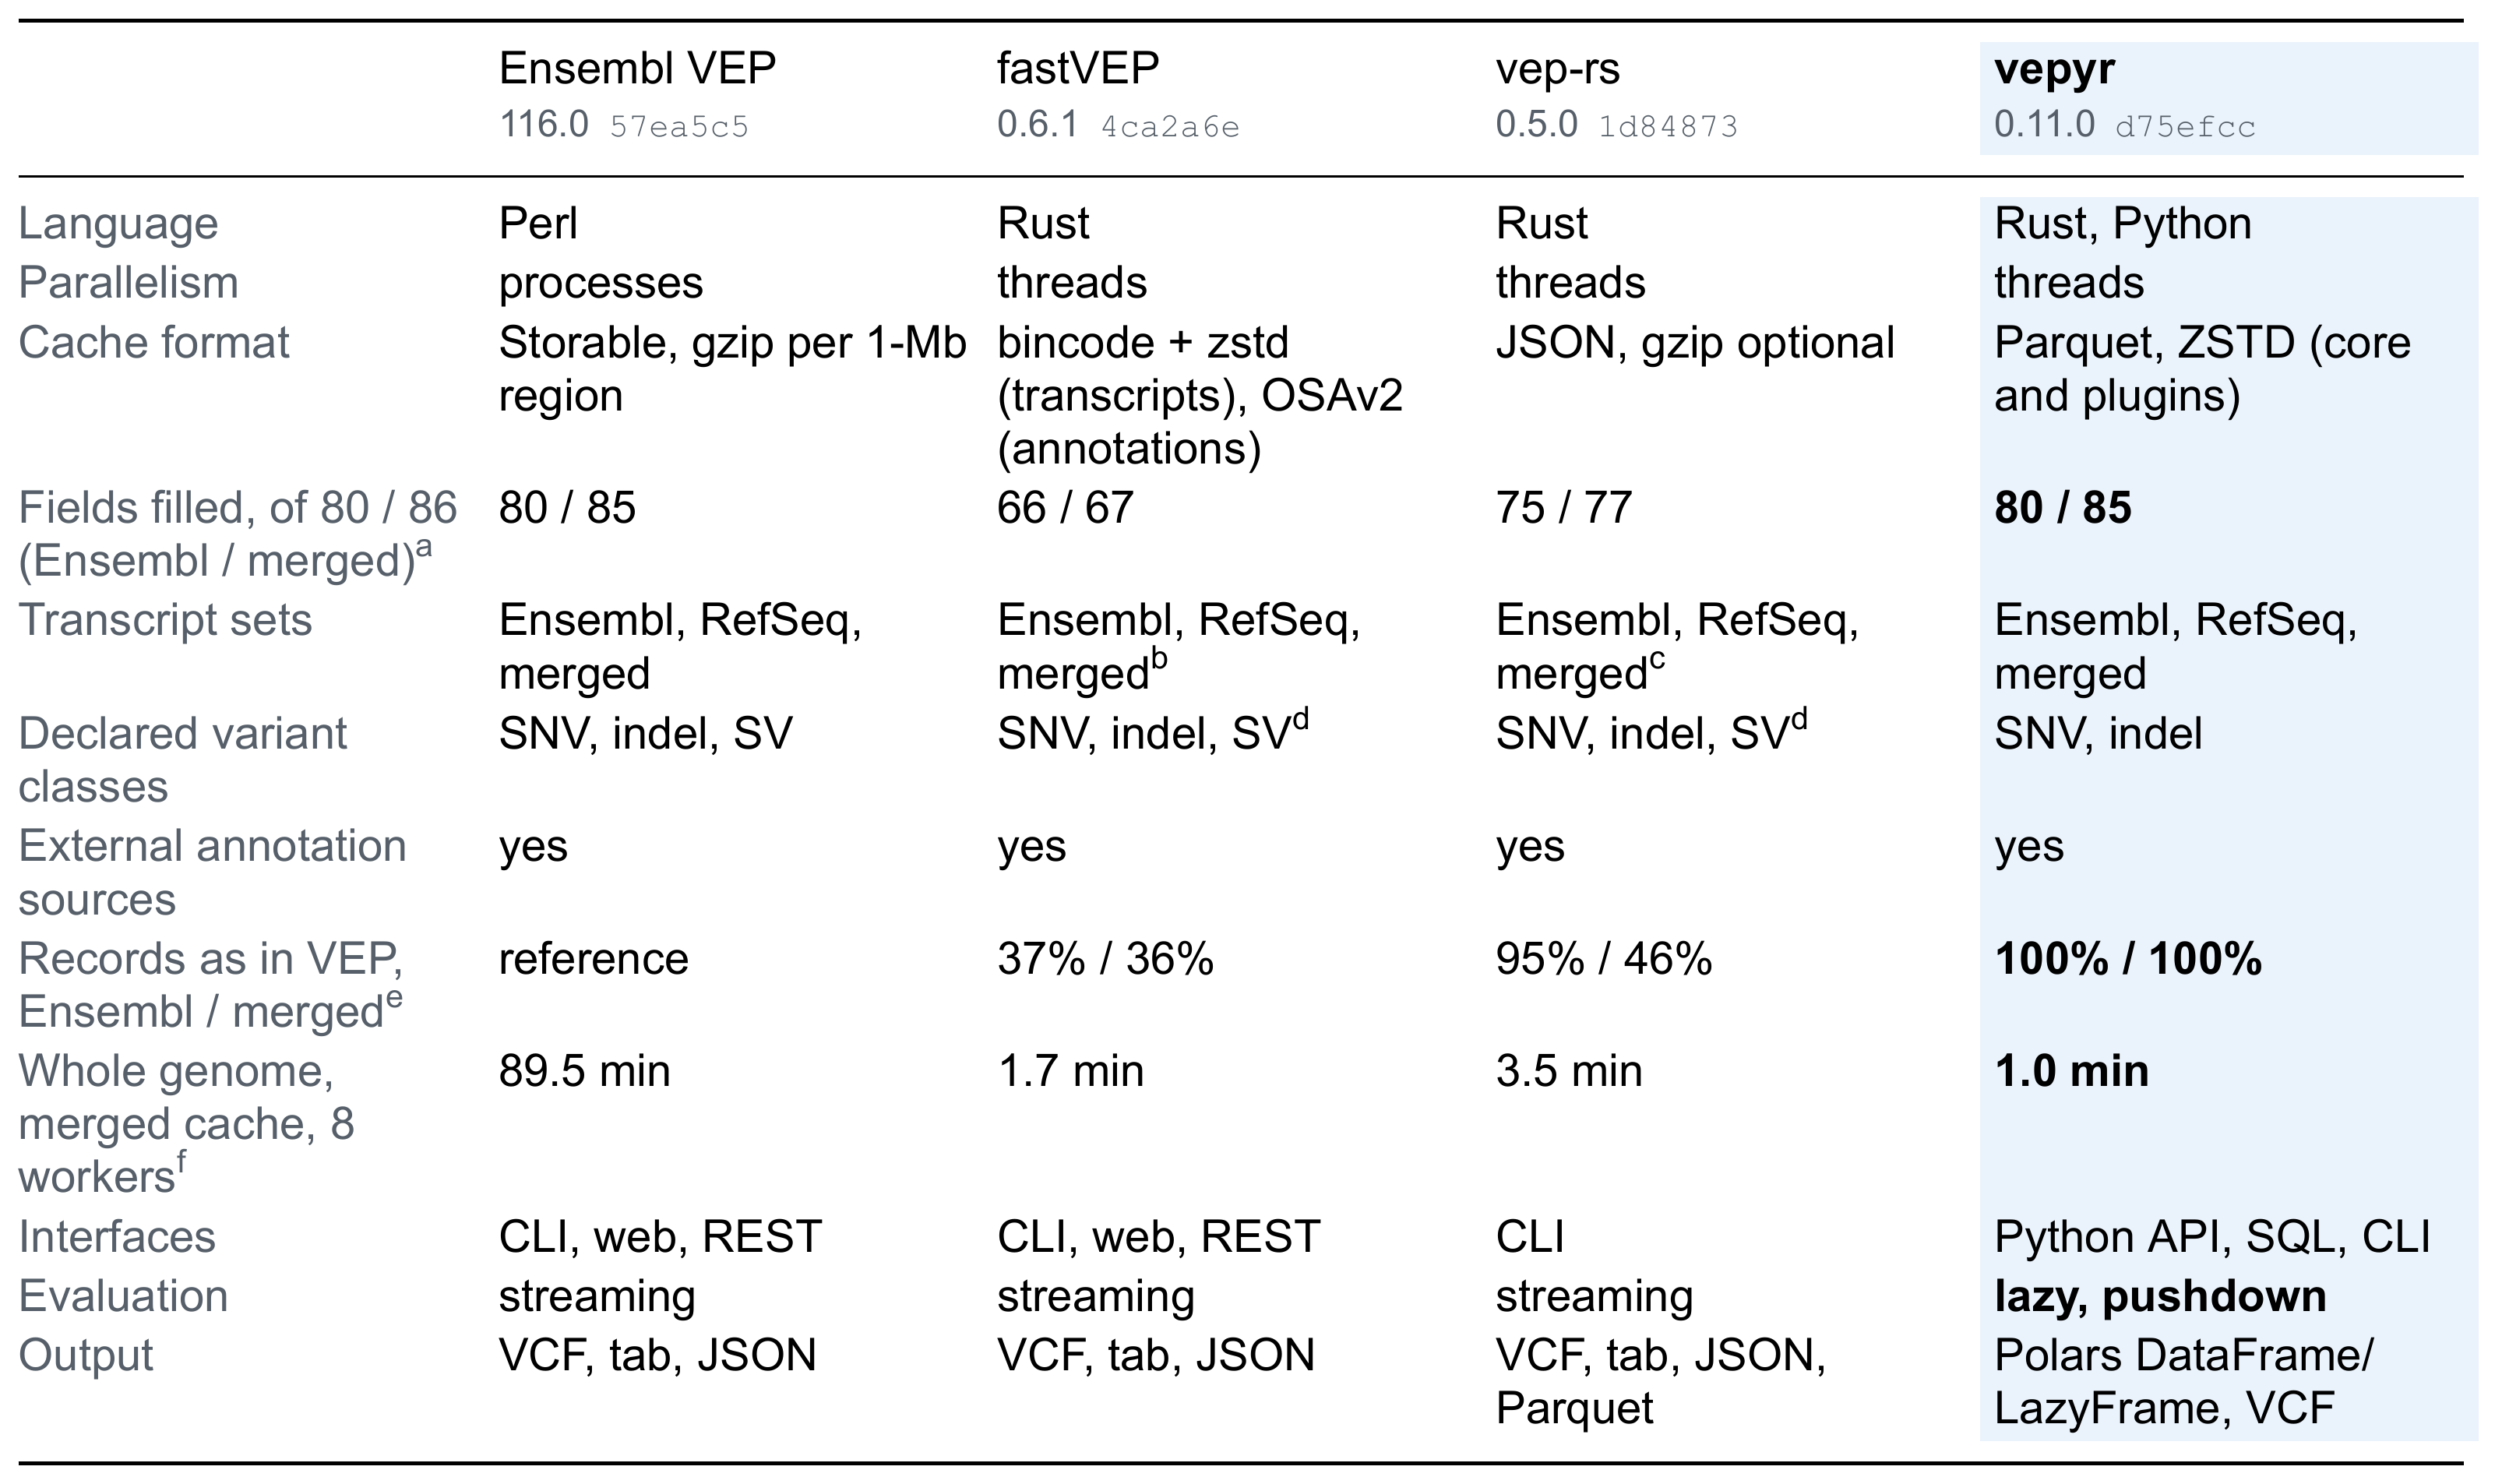 Ensembl VEP fastVEP vep-rs vepyr
116.0 57ea5c5 0.6.1 4ca2a6e 0.5.0 1d84873 0.11.0 d75efcc
Language Perl Rust Rust Rust, Python
Parallelism processes threads threads threads
Cache format Storable, gzip per 1-Mb bincode + zstd JSON, gzip optional Parquet, ZSTD (core
region (transcripts), OSAv2 and plugins)
(annotations)
Fields filled, of 80 / 86 80 / 85 66 / 67 75 / 77 80 / 85
(Ensembl / merged)a
Transcript sets Ensembl, RefSeq, Ensembl, RefSeq, Ensembl, RefSeq, Ensembl, RefSeq,
merged mergedb mergedc merged
Declared variant SNV, indel, SV SNV, indel, SVd SNV, indel, SVd SNV, indel
classes
External annotation yes yes yes yes
sources
Records as in VEP, reference 37% / 36% 95% / 46% 100% / 100%
Ensembl / mergede
Whole genome, 89.5 min 1.7 min 3.5 min 1.0 min
merged cache, 8
workersf
Interfaces CLI, web, REST CLI, web, REST CLI Python API, SQL, CLI
Evaluation streaming streaming streaming lazy, pushdown
Output VCF, tab, JSON VCF, tab, JSON VCF, tab, JSON, Polars DataFrame/
Parquet LazyFrame, VCF